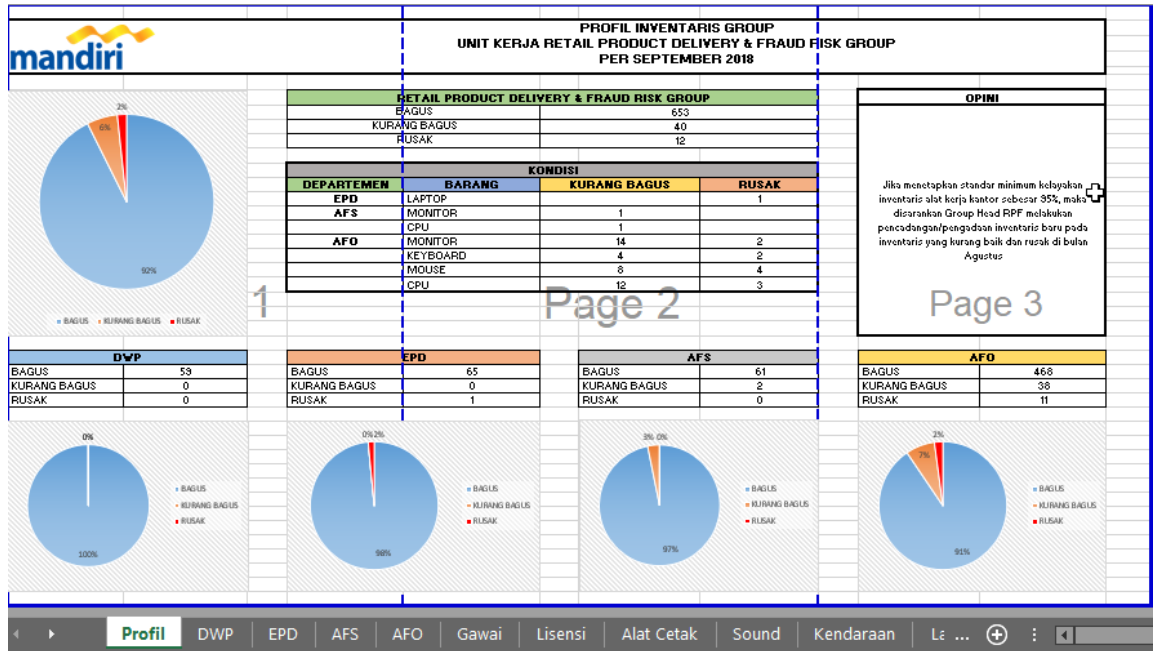 mandiri
PROFIL INVENTARIS GROUP
UNIT KERJA RETAIL PRODUCT DELIVERY & FRAUD RISK GROUP
PER SEPTEMBER 2018
2%
6%
92%
BAGUS KURANG BAGUS RUSAK
RETAIL PRODUCT DELIVERY & FRAUD RISK GROUP
BAGUS 653
KURANG BAGUS 40
RUSAK 12
KONDISI
DEPARTEMEN BARANG KURANG BAGUS RUSAK
EPD LAPTOP 1
AFS MONITOR 1
CPU 1
AFO MONITOR 14 2
KEYBOARD 4 2
MOUSE 8 4
CPU 12 3
OPINI
Jika menetapkan standar minimum kelayakan
inventaris alat kerja kantor sebesar 95%, maka
disarankan Group Head RPF melakukan
pencadangan/pengadaan inventaris baru pada
inventaris yang kurang baik dan rusak di bulan
Agustus
1
Page 2
Page 3
DWP
BAGUS 59
KURANG BAGUS 0
RUSAK 0
EPD
BAGUS 65
KURANG BAGUS 0
RUSAK 1
AFS
BAGUS 61
KURANG BAGUS 2
RUSAK 0
AFO
BAGUS 468
KURANG BAGUS 38
RUSAK 11
0%
100%
BAGUS
KURANG BAGUS
RUSAK
0% 2%
98%
BAGUS
KURANG BAGUS
RUSAK
3% 0%
97%
BAGUS
KURANG BAGUS
RUSAK
2%
7%
91%
BAGUS
KURANG BAGUS
RUSAK
Profil DWP EPD AFS AFO Gawai Lisensi Alat Cetak Sound Kendaraan La ...